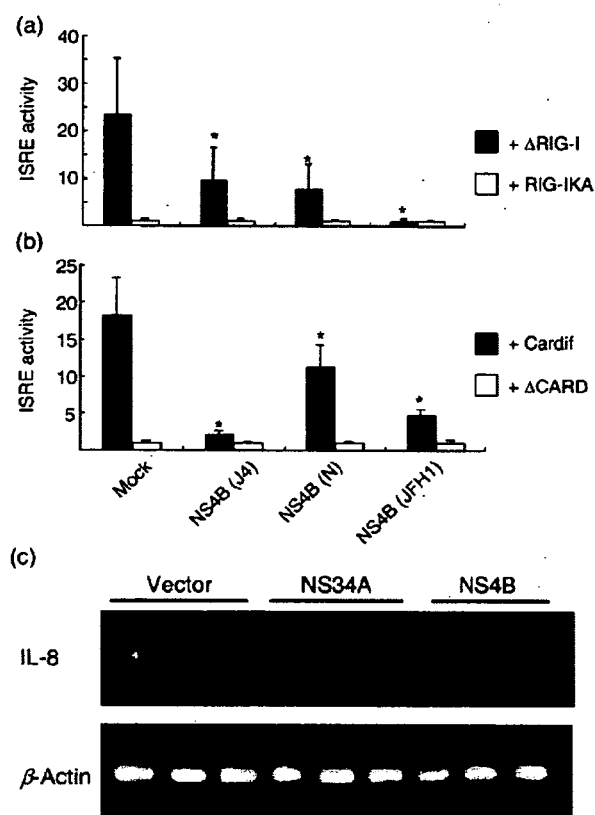 (a)
40
30
20
10
ISRE activity
*
*
*
+ ΔRIG-I
+ RIG-IKA
(b)
25
20
15
10
5
ISRE activity
*
*
*
+ Cardif
+ ΔCARD
Mock
NS4B (J4)
NS4B (N)
NS4B (JFH1)
(c)
Vector NS34A NS4B
IL-8
β-Actin